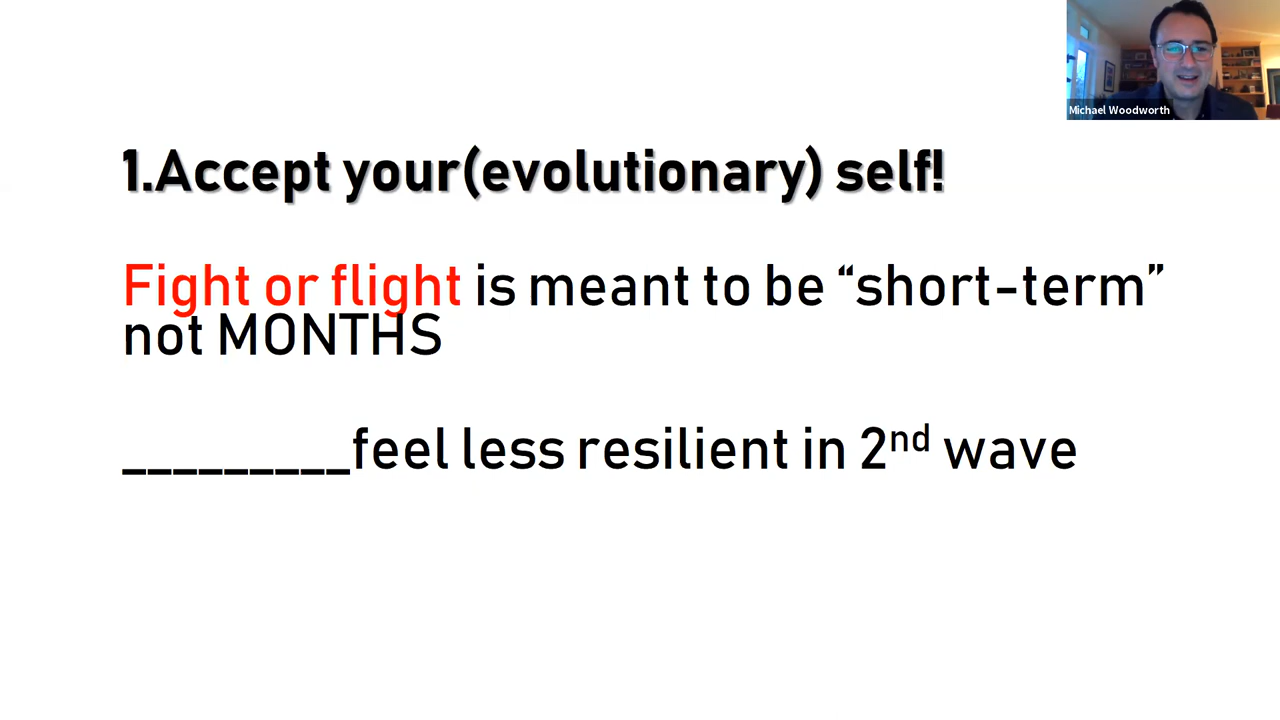 Michael Woodworth
1.Accept your(evolutionary) self!
Fight or flight is meant to be “short-term”
not MONTHS
_________feel less resilient in 2nd wave